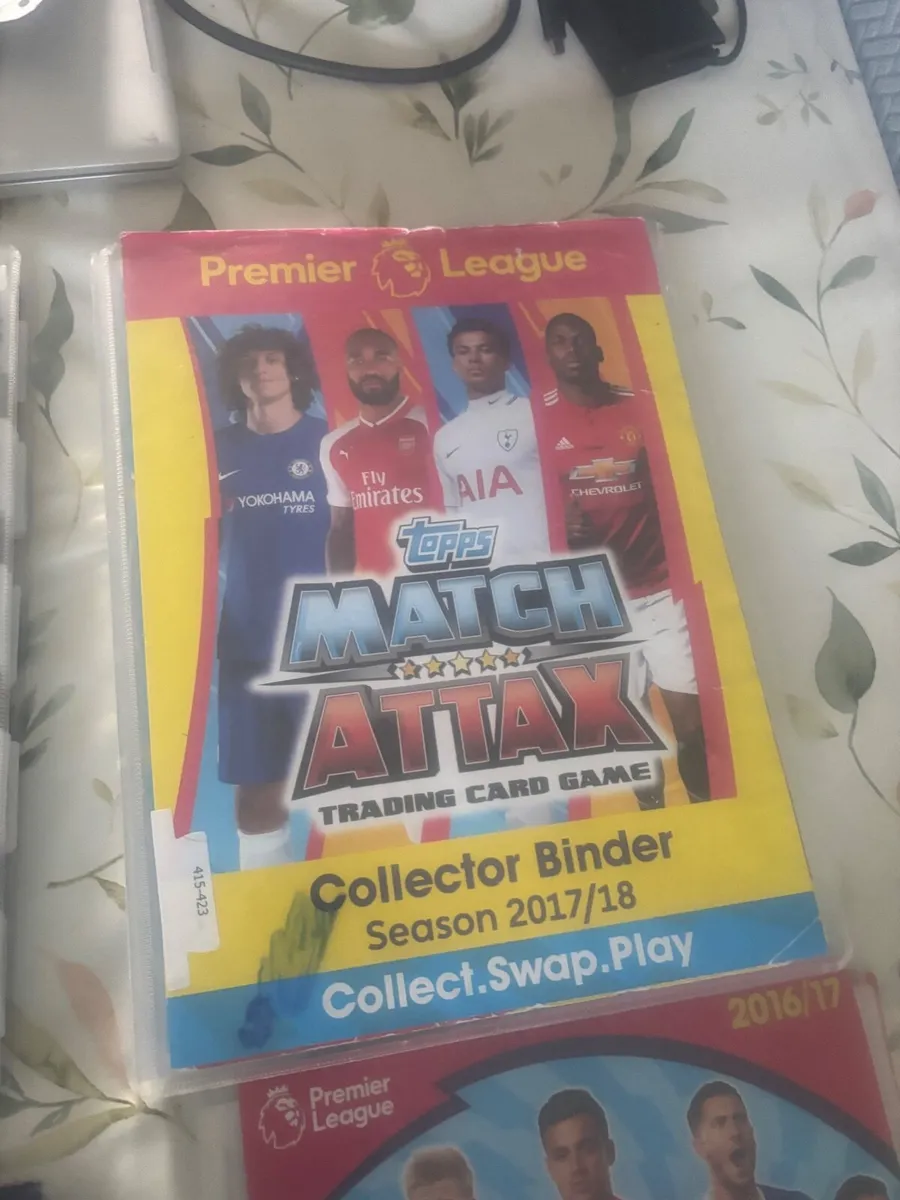 Premier League
YOKOHAMA
TYRES
Fly
Emirates
AIA
CHEVROLET
topps
MATCH
ATTAX
TRADING CARD GAME
415-423
Collector Binder
Season 2017/18
Collect.Swap.Play
2016/17
Premier
League